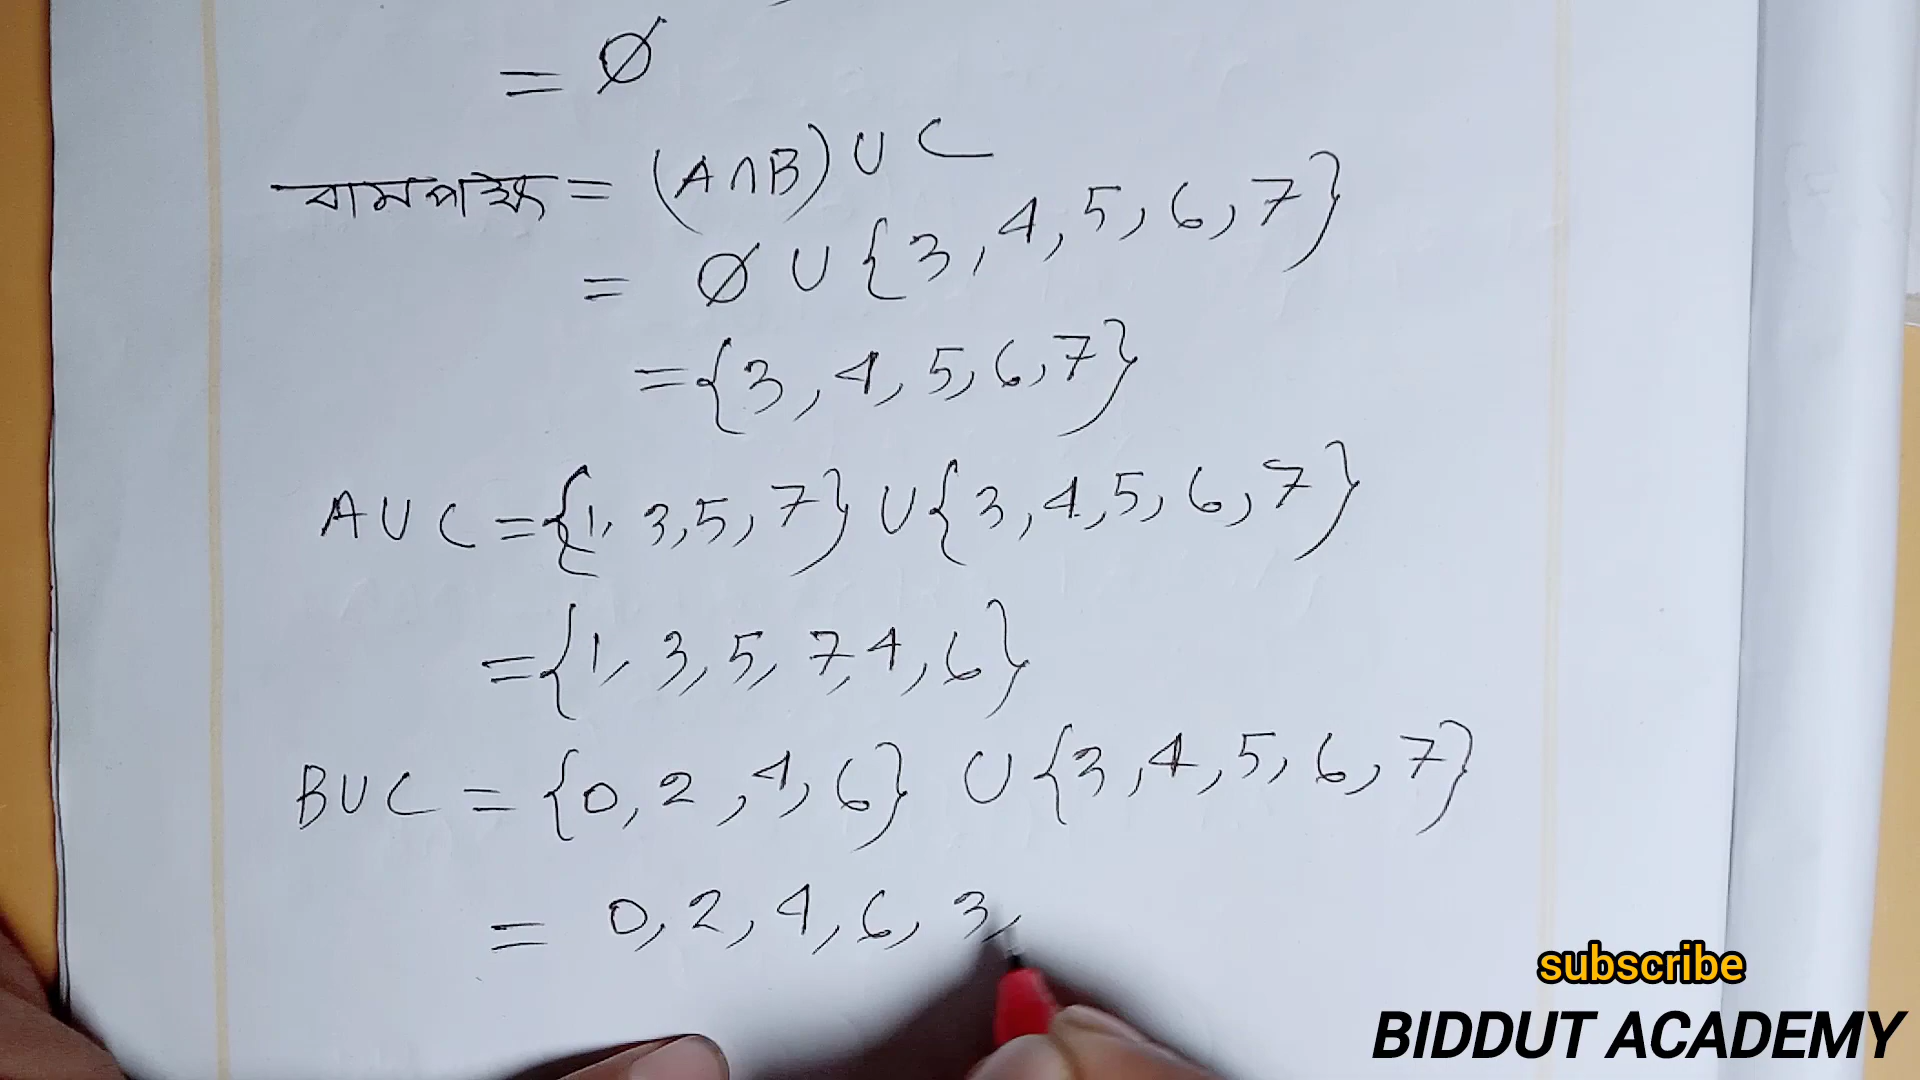 = Ø
বামপক্ষ = (A∩B) ∪ C
= Ø ∪ {3, 4, 5, 6, 7}
= {3, 4, 5, 6, 7}
A ∪ C = {1, 3, 5, 7} ∪ {3, 4, 5, 6, 7}
= {1, 3, 5, 7, 4, 6}
B ∪ C = {0, 2, 4, 6} ∪ {3, 4, 5, 6, 7}
= 0, 2, 4, 6, 3,
subscribe
BIDDUT ACADEMY